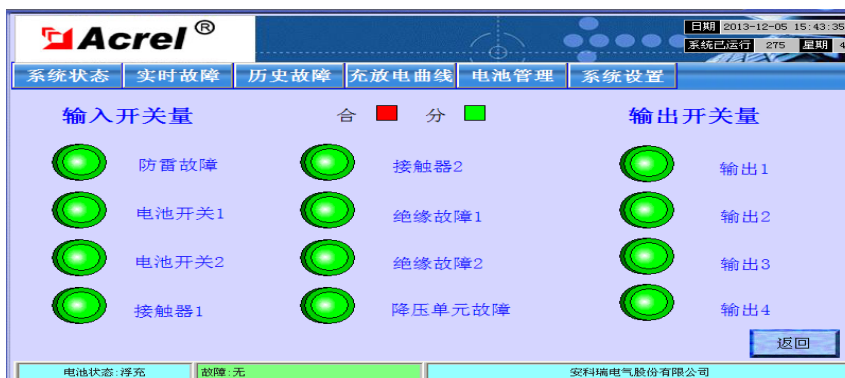 Acrel ®
日期 2013-12-05 15:43:35
系统已运行 275 星期 4
系统状态 实时故障 历史故障 充放电曲线 电池管理 系统设置
输入开关量 合 分 输出开关量
防雷故障 接触器2 输出1
电池开关1 绝缘故障1 输出2
电池开关2 绝缘故障2 输出3
接触器1 降压单元故障 输出4
返回
电池状态:浮充 故障:无 安科瑞电气股份有限公司